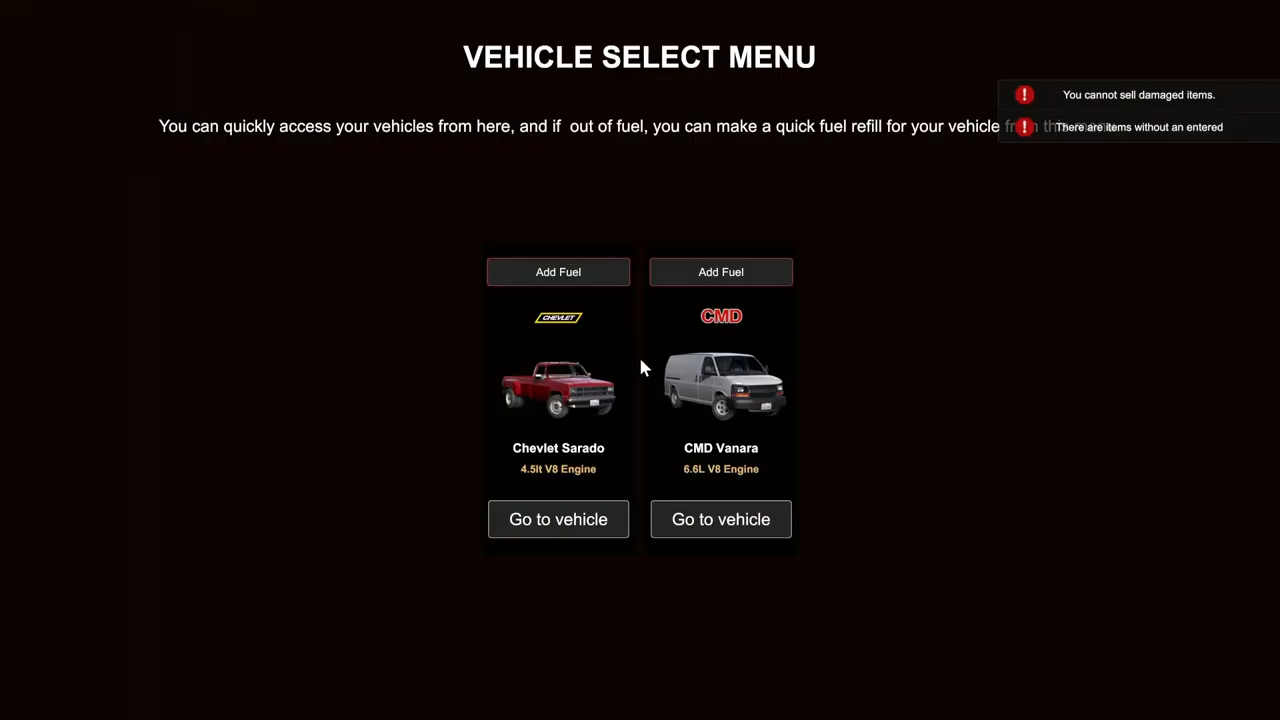 VEHICLE SELECT MENU
You cannot sell damaged items.
You can quickly access your vehicles from here, and if out of fuel, you can make a quick fuel refill for your vehicle from this
There are items without an entered
Add Fuel
Add Fuel
CHEVLET
CMD
Chevlet Sarado
CMD Vanara
4.5lt V8 Engine
6.6L V8 Engine
Go to vehicle
Go to vehicle